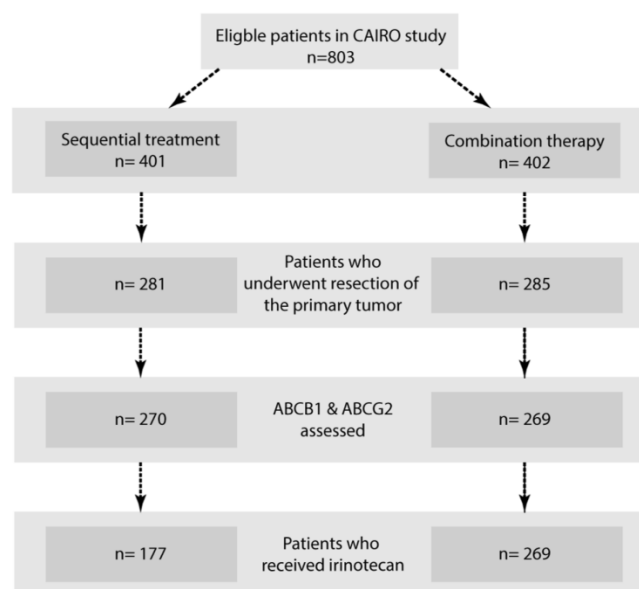 Eligble patients in CAIRO study
n=803
Sequential treatment
n= 401
Combination therapy
n= 402
n= 281
Patients who
underwent resection of
the primary tumor
n= 285
n= 270
ABCB1 & ABCG2
assessed
n= 269
n= 177
Patients who
received irinotecan
n= 269